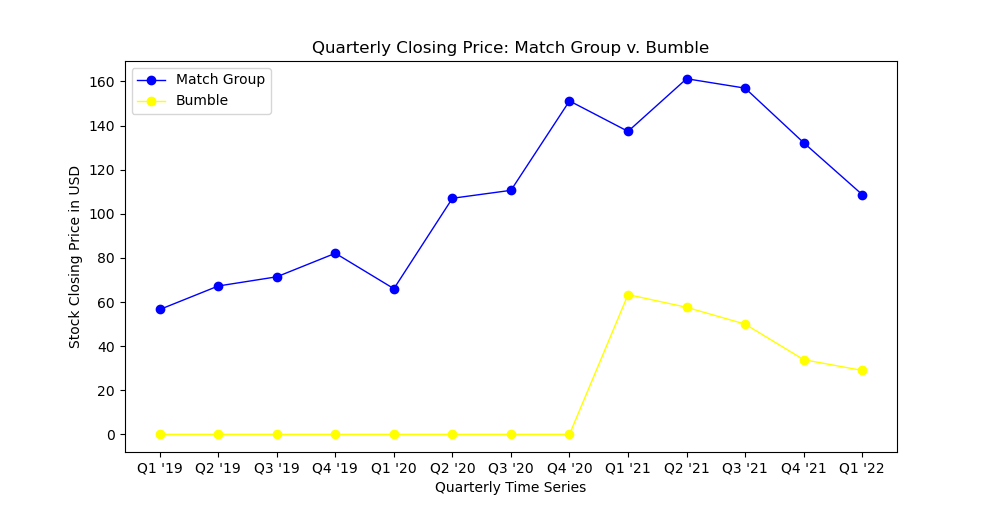 Quarterly Closing Price: Match Group v. Bumble
Match Group
Bumble
Stock Closing Price in USD
160
140
120
100
80
60
40
20
0
Q1 '19 Q2 '19 Q3 '19 Q4 '19 Q1 '20 Q2 '20 Q3 '20 Q4 '20 Q1 '21 Q2 '21 Q3 '21 Q4 '21 Q1 '22
Quarterly Time Series